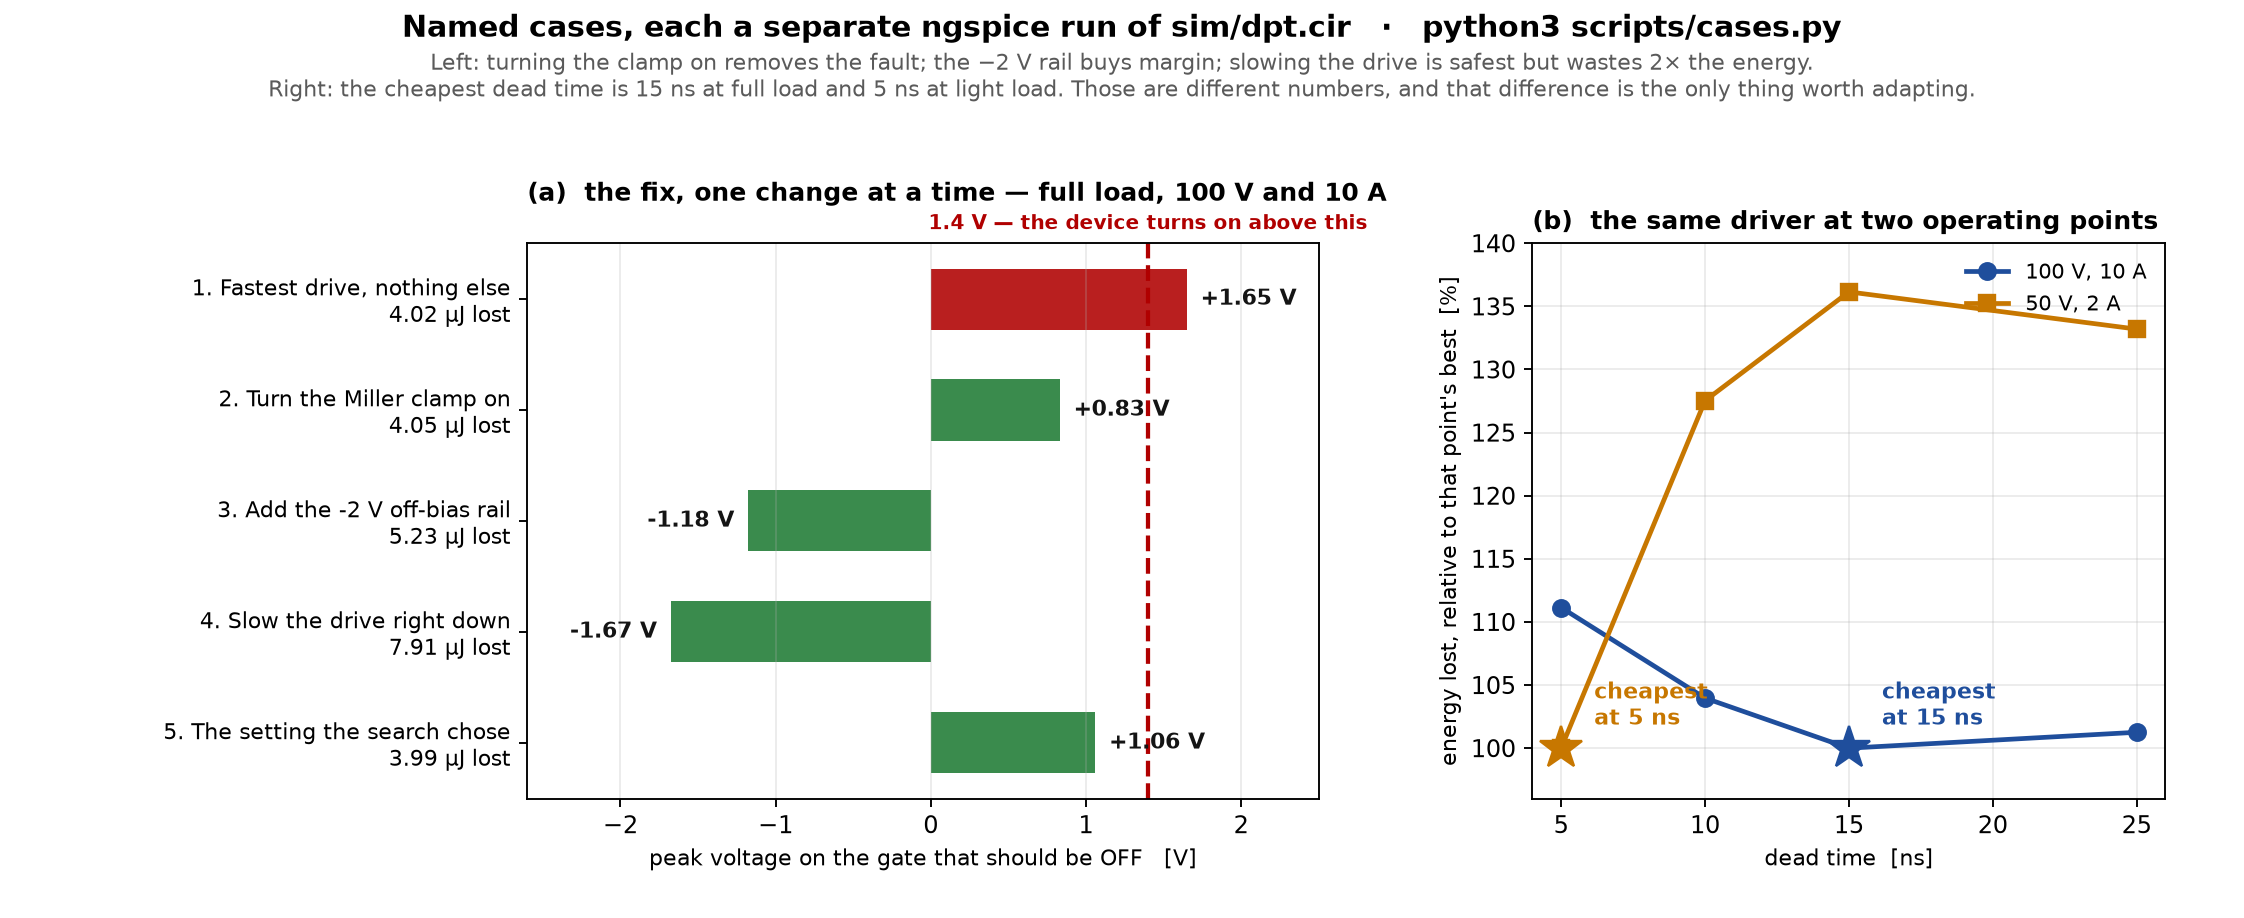 Named cases, each a separate ngspice run of sim/dpt.cir · python3 scripts/cases.py
Left: turning the clamp on removes the fault; the −2 V rail buys margin; slowing the drive is safest but wastes 2× the energy.
Right: the cheapest dead time is 15 ns at full load and 5 ns at light load. Those are different numbers, and that difference is the only thing worth adapting.
(a) the fix, one change at a time — full load, 100 V and 10 A
1.4 V — the device turns on above this
1. Fastest drive, nothing else
4.02 µJ lost
+1.65 V
2. Turn the Miller clamp on
4.05 µJ lost
+0.83 V
3. Add the -2 V off-bias rail
5.23 µJ lost
-1.18 V
4. Slow the drive right down
7.91 µJ lost
-1.67 V
5. The setting the search chose
3.99 µJ lost
+1.06 V
−2 −1 0 1 2
peak voltage on the gate that should be OFF [V]
(b) the same driver at two operating points
energy lost, relative to that point's best [%]
140
135
130
125
120
115
110
105
100
100 V, 10 A
50 V, 2 A
cheapest
at 5 ns
cheapest
at 15 ns
5 10 15 20 25
dead time [ns]